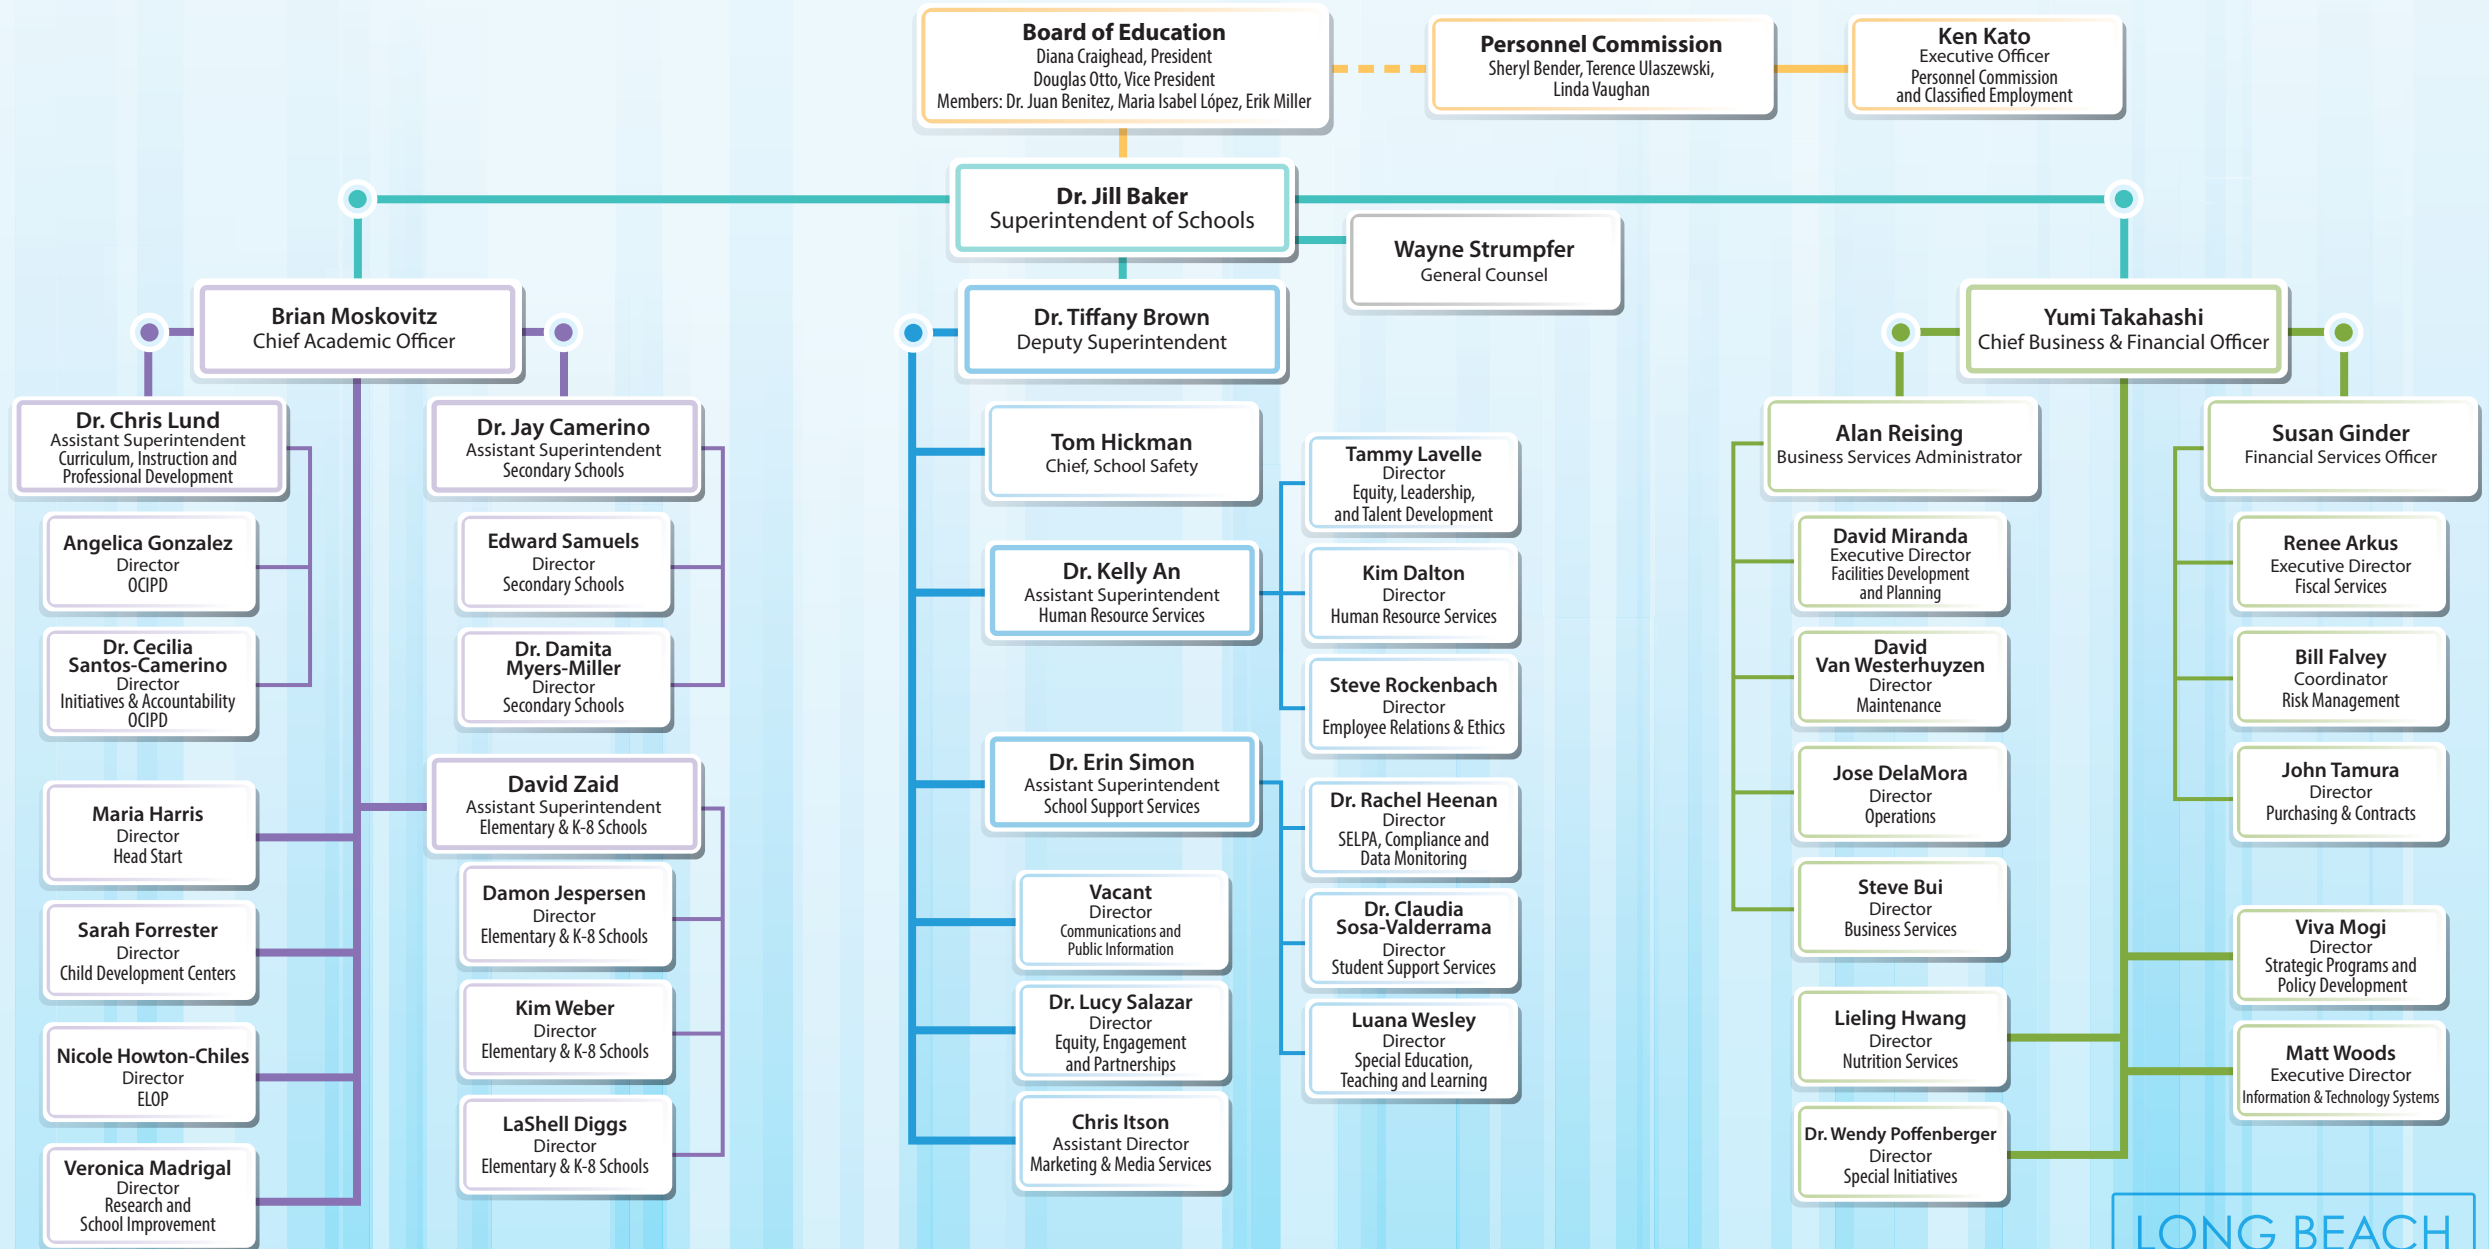 Board of Education
Diana Craighead, President
Douglas Otto, Vice President
Members: Dr. Juan Benitez, Maria Isabel López, Erik Miller
Personnel Commission
Sheryl Bender, Terence Ulaszewski,
Linda Vaughan
Ken Kato
Executive Officer
Personnel Commission
and Classified Employment
Dr. Jill Baker
Superintendent of Schools
Wayne Strumpfer
General Counsel
Brian Moskovitz
Chief Academic Officer
Dr. Chris Lund
Assistant Superintendent
Curriculum, Instruction and
Professional Development
Angelica Gonzalez
Director
OCIPD
Dr. Cecilia
Santos-Camerino
Director
Initiatives & Accountability
OCIPD
Maria Harris
Director
Head Start
Sarah Forrester
Director
Child Development Centers
Nicole Howton-Chiles
Director
ELOP
Veronica Madrigal
Director
Research and
School Improvement
Dr. Jay Camerino
Assistant Superintendent
Secondary Schools
Edward Samuels
Director
Secondary Schools
Dr. Damita
Myers-Miller
Director
Secondary Schools
David Zaid
Assistant Superintendent
Elementary & K-8 Schools
Damon Jespersen
Director
Elementary & K-8 Schools
Kim Weber
Director
Elementary & K-8 Schools
LaShell Diggs
Director
Elementary & K-8 Schools
Dr. Tiffany Brown
Deputy Superintendent
Tom Hickman
Chief, School Safety
Dr. Kelly An
Assistant Superintendent
Human Resource Services
Tammy Lavelle
Director
Equity, Leadership,
and Talent Development
Kim Dalton
Director
Human Resource Services
Steve Rockenbach
Director
Employee Relations & Ethics
Dr. Erin Simon
Assistant Superintendent
School Support Services
Dr. Rachel Heenan
Director
SELPA, Compliance and
Data Monitoring
Dr. Claudia
Sosa-Valderrama
Director
Student Support Services
Luana Wesley
Director
Special Education,
Teaching and Learning
Vacant
Director
Communications and
Public Information
Dr. Lucy Salazar
Director
Equity, Engagement
and Partnerships
Chris Itson
Assistant Director
Marketing & Media Services
Yumi Takahashi
Chief Business & Financial Officer
Alan Reising
Business Services Administrator
David Miranda
Executive Director
Facilities Development
and Planning
David
Van Westerhuyzen
Director
Maintenance
Jose DelaMora
Director
Operations
Steve Bui
Director
Business Services
Lieling Hwang
Director
Nutrition Services
Dr. Wendy Poffenberger
Director
Special Initiatives
Susan Ginder
Financial Services Officer
Renee Arkus
Executive Director
Fiscal Services
Bill Falvey
Coordinator
Risk Management
John Tamura
Director
Purchasing & Contracts
Viva Mogi
Director
Strategic Programs and
Policy Development
Matt Woods
Executive Director
Information & Technology Systems
LONG BEACH